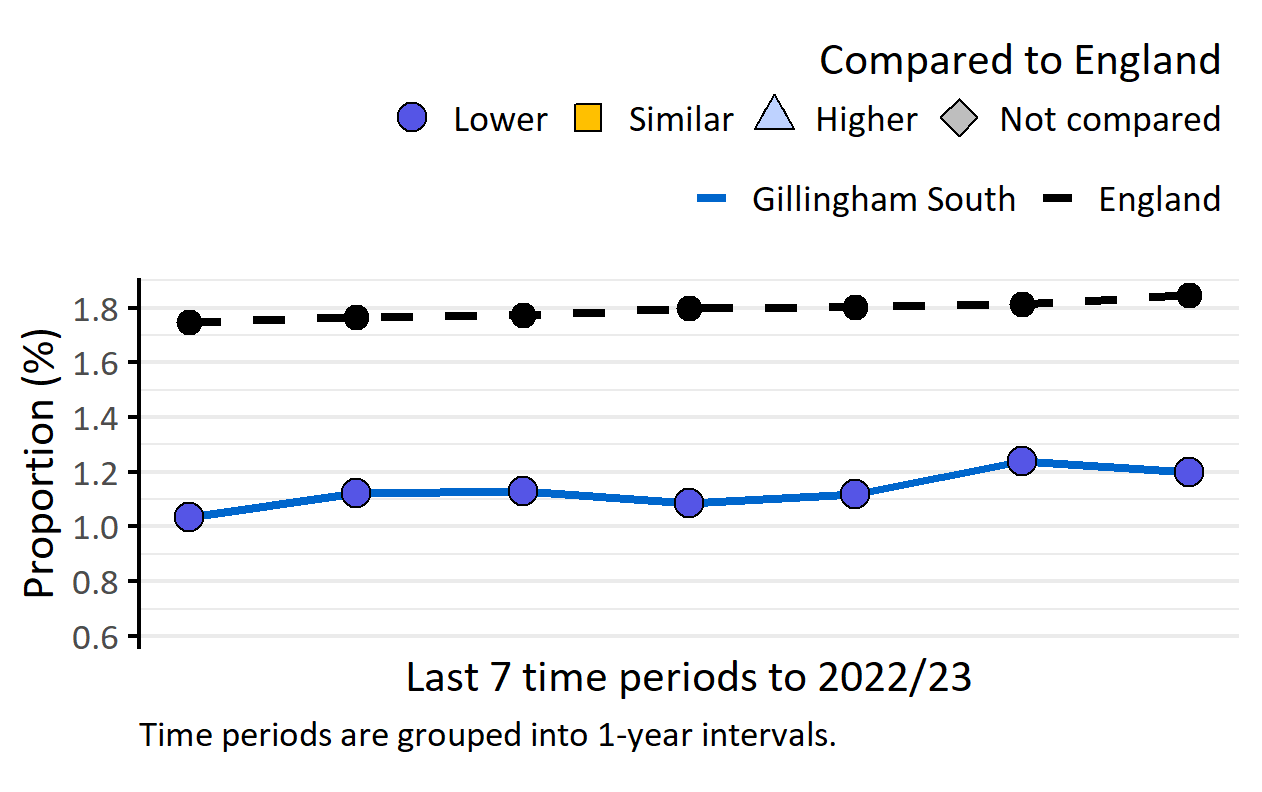 Compared to England
Lower Similar Higher Not compared
Gillingham South England
Proportion (%)
1.8
1.6
1.4
1.2
1.0
0.8
0.6
Last 7 time periods to 2022/23
Time periods are grouped into 1-year intervals.